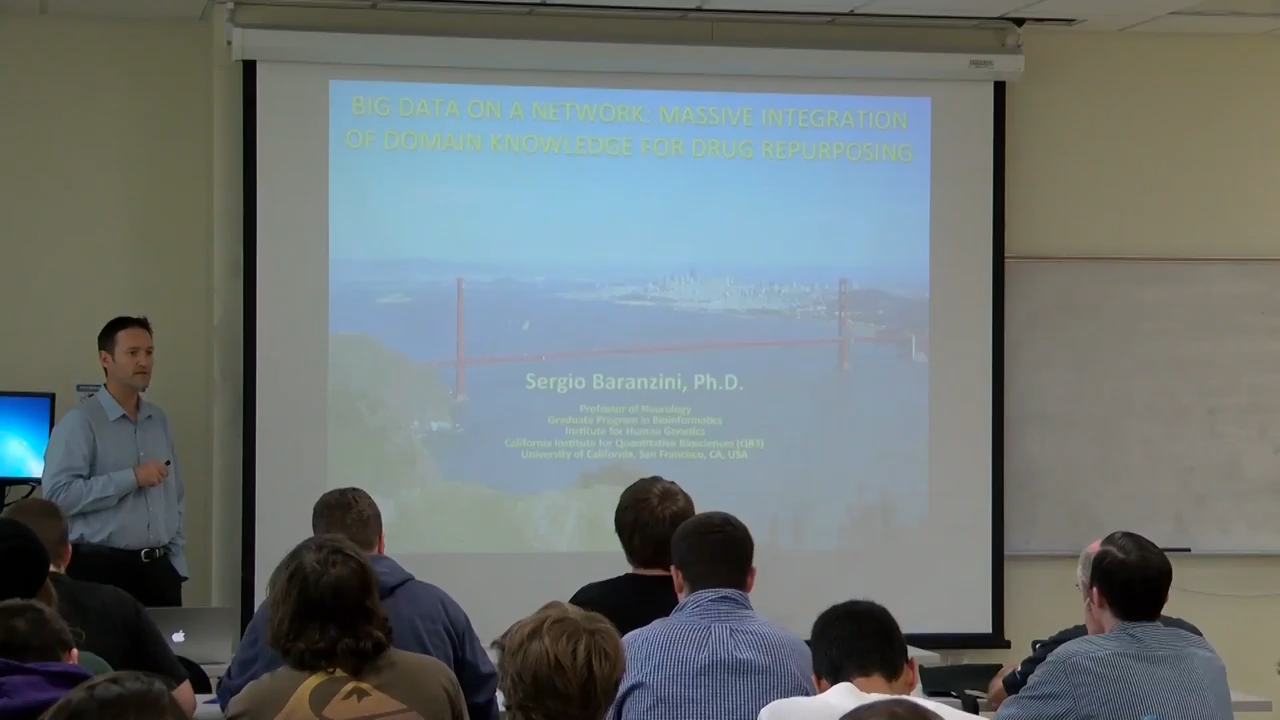 BIG DATA ON A NETWORK: MASSIVE INTEGRATION
OF DOMAIN KNOWLEDGE FOR DRUG REPURPOSING
Sergio Baranzini, Ph.D.
Professor of Neurology
Graduate Program in Bioinformatics
Institute for Human Genetics
California Institute for Quantitative Biosciences (QB3)
University of California, San Francisco, CA, USA